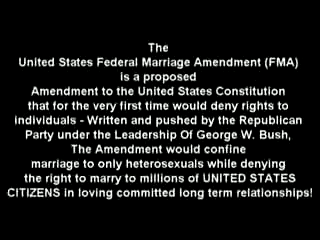 The
United States Federal Marriage Amendment (FMA)
is a proposed
Amendment to the United States Constitution
that for the very first time would deny rights to
individuals - Written and pushed by the Republican
Party under the Leadership Of George W. Bush,
The Amendment would confine
marriage to only heterosexuals while denying
the right to marry to millions of UNITED STATES
CITIZENS in loving committed long term relationships!